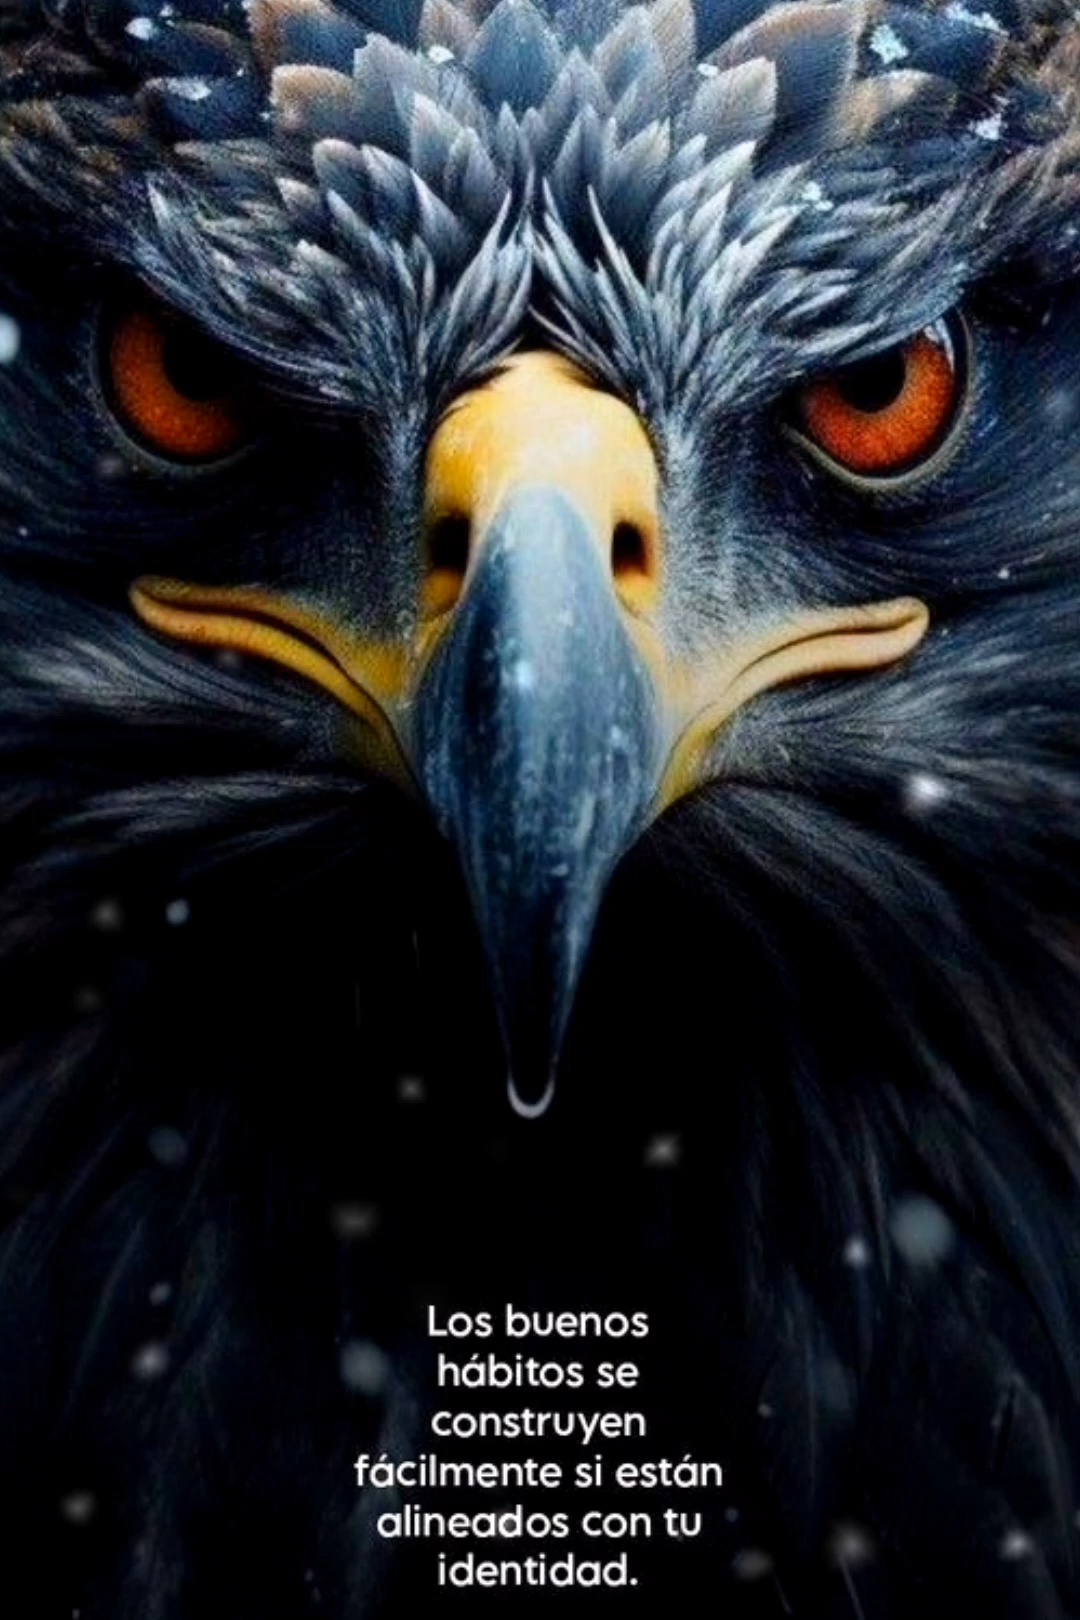 Los buenos
hábitos se
construyen
fácilmente si están
alineados con tu
identidad.